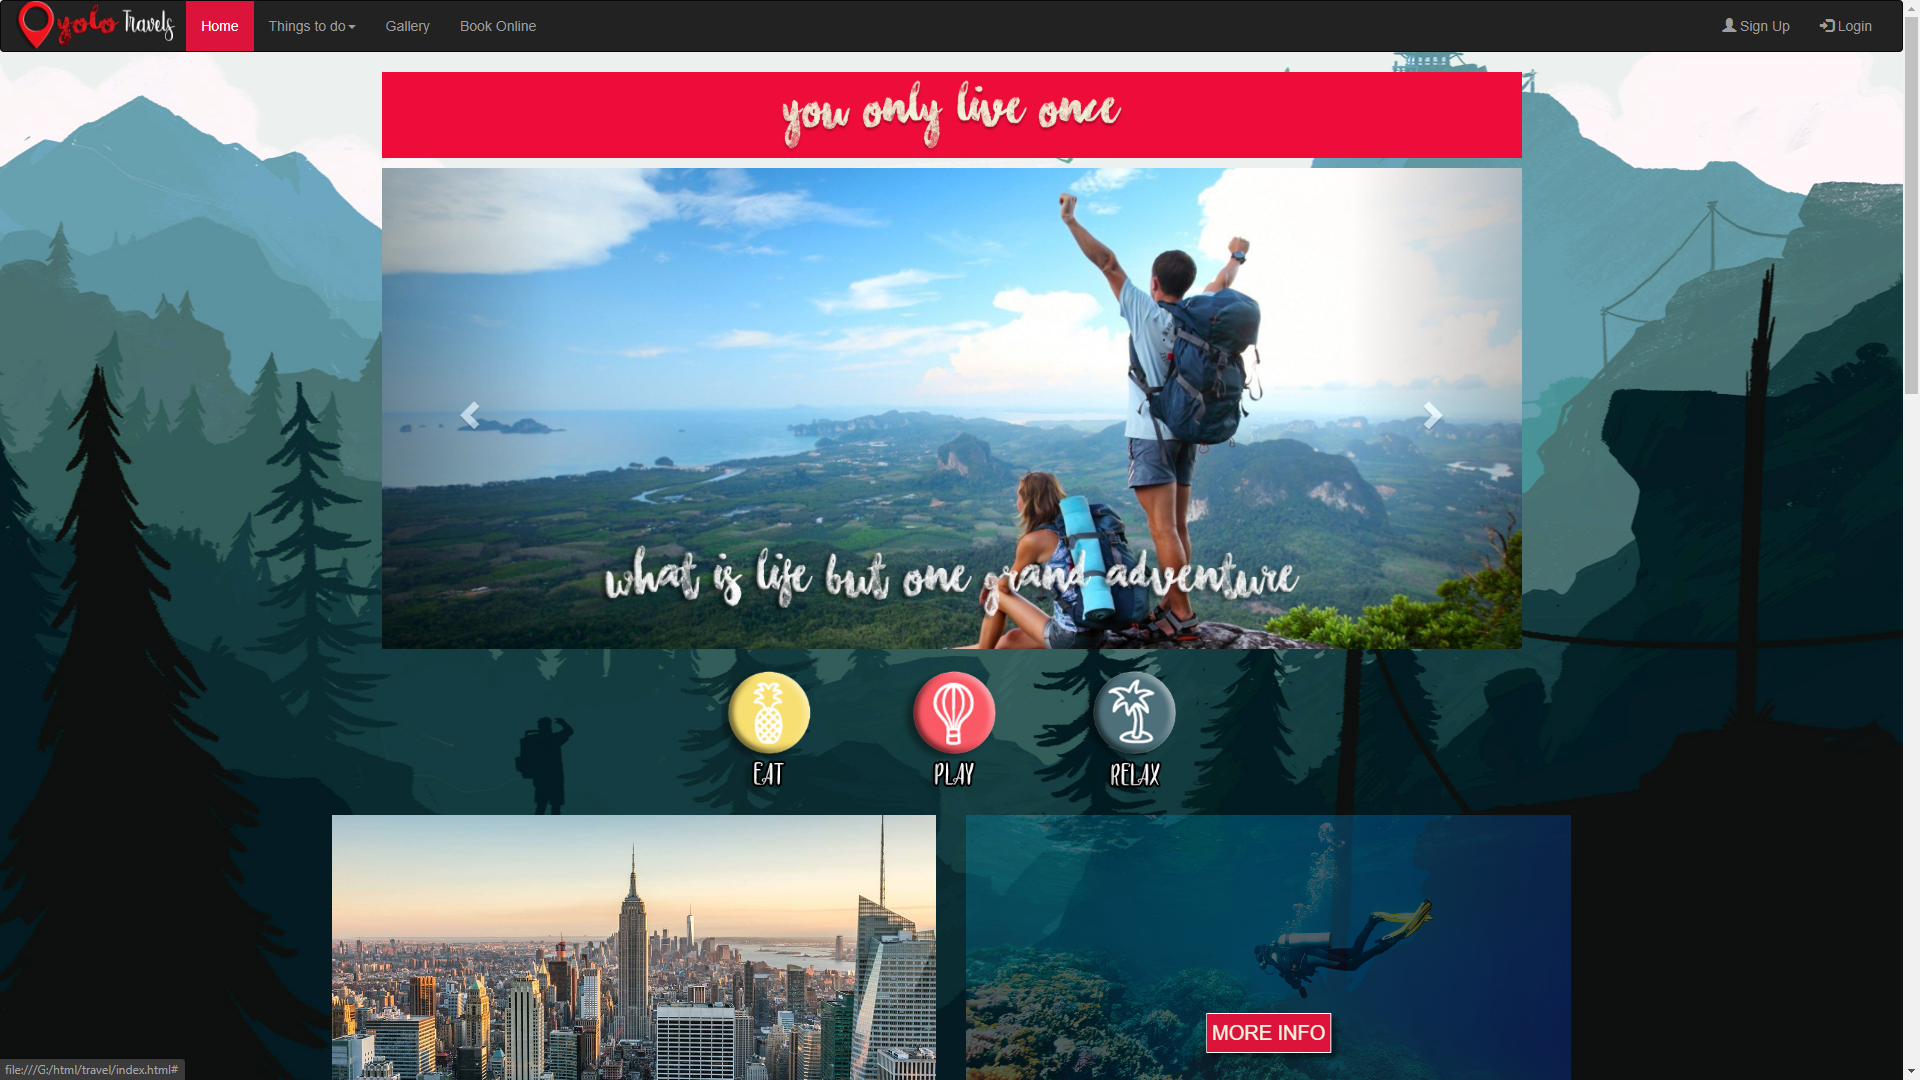 yolo Travels Home Things to do Gallery Book Online Sign Up Login
you only live once
what is life but one grand adventure
EAT PLAY RELAX
MORE INFO
file:///G:/html/travel/index.html#